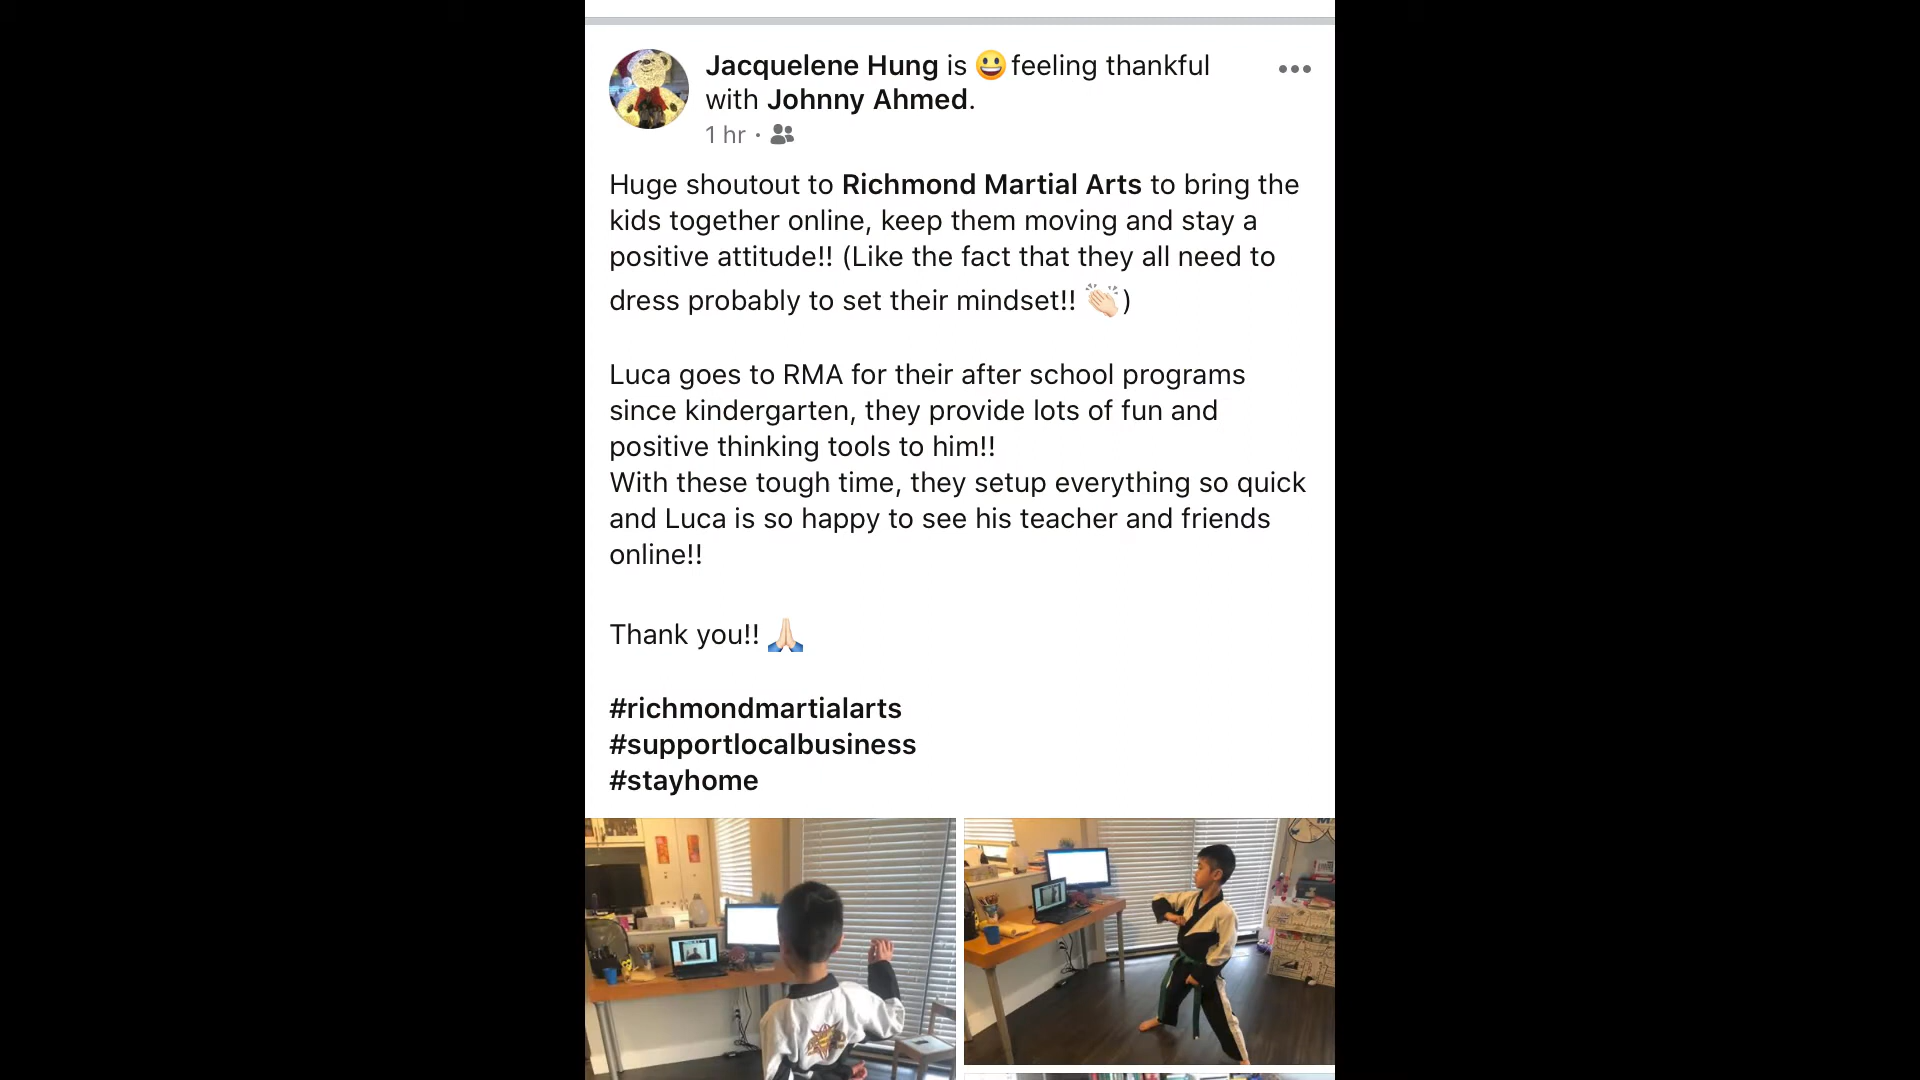 Jacquelene Hung is 😃 feeling thankful
with Johnny Ahmed.
1 hr ·
Huge shoutout to Richmond Martial Arts to bring the
kids together online, keep them moving and stay a
positive attitude!! (Like the fact that they all need to
dress probably to set their mindset!! 👏🏻)
Luca goes to RMA for their after school programs
since kindergarten, they provide lots of fun and
positive thinking tools to him!!
With these tough time, they setup everything so quick
and Luca is so happy to see his teacher and friends
online!!
Thank you!! 🙏🏻
#richmondmartialarts
#supportlocalbusiness
#stayhome